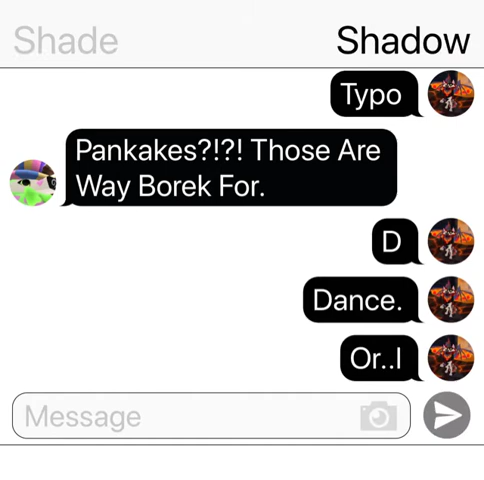 Shade
Shadow
Typo
Pankakes?!?! Those Are
Way Borek For.
D
Dance.
Or..I
Message